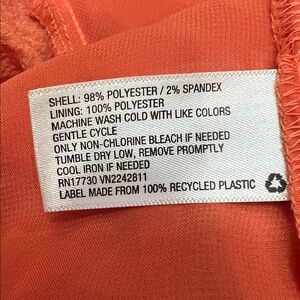 SHELL: 98% POLYESTER / 2% SPANDEX
LINING: 100% POLYESTER
MACHINE WASH COLD WITH LIKE COLORS
GENTLE CYCLE
ONLY NON-CHLORINE BLEACH IF NEEDED
TUMBLE DRY LOW, REMOVE PROMPTLY
COOL IRON IF NEEDED
RN17730 VN2242811
LABEL MADE FROM 100% RECYCLED PLASTIC